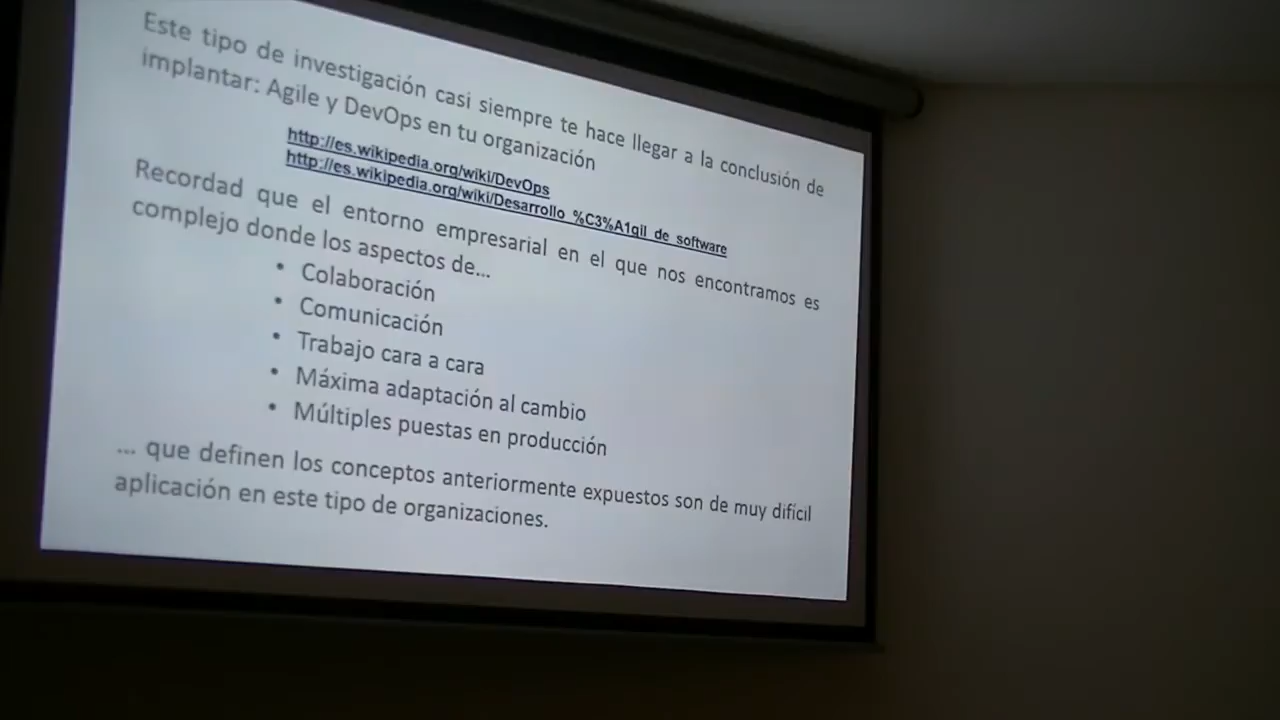 Este tipo de investigación casi siempre te hace llegar a la conclusión de
implantar: Agile y DevOps en tu organización
http://es.wikipedia.org/wiki/DevOps
http://es.wikipedia.org/wiki/Desarrollo_%C3%A1gil_de_software
Recordad que el entorno empresarial en el que nos encontramos es
complejo donde los aspectos de...
• Colaboración
• Comunicación
• Trabajo cara a cara
• Máxima adaptación al cambio
• Múltiples puestas en producción
... que definen los conceptos anteriormente expuestos son de muy difícil
aplicación en este tipo de organizaciones.